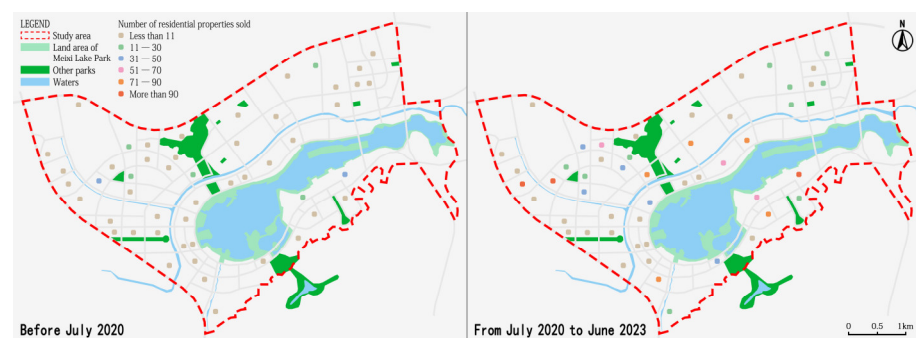 LEGEND
Study area
Land area of
Meixi Lake Park
Other parks
Waters
Number of residential properties sold
Less than 11
11 — 30
31 — 50
51 — 70
71 — 90
More than 90
Before July 2020
N
From July 2020 to June 2023
0 0.5 1km